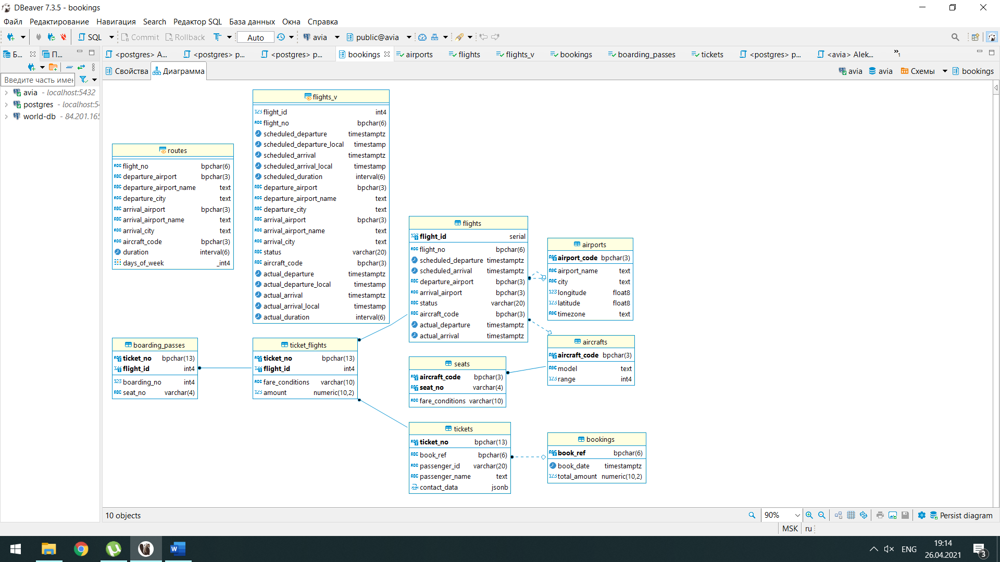 DBeaver 7.3.5 - bookings
Файл Редактирование Навигация Search Редактор SQL База данных Окна Справка
SQL Commit Rollback Auto avia public@avia
Б... П... <postgres> A... <postgres> p... <postgres> p... bookings airports flights flights_v bookings boarding_passes tickets <postgres> p... <avia> Alek... »1
Свойства Диаграмма avia avia Схемы bookings
Введите часть имен
avia - localhost:5432
postgres - localhost:54
world-db - 84.201.165
flights_v
flight_id int4
flight_no bpchar(6)
scheduled_departure timestamptz
scheduled_departure_local timestamp
scheduled_arrival timestamptz
scheduled_arrival_local timestamp
scheduled_duration interval(6)
departure_airport bpchar(3)
departure_airport_name text
departure_city text
arrival_airport bpchar(3)
arrival_airport_name text
arrival_city text
status varchar(20)
aircraft_code bpchar(3)
actual_departure timestamptz
actual_departure_local timestamp
actual_arrival timestamptz
actual_arrival_local timestamp
actual_duration interval(6)
routes
flight_no bpchar(6)
departure_airport bpchar(3)
departure_airport_name text
departure_city text
arrival_airport bpchar(3)
arrival_airport_name text
arrival_city text
aircraft_code bpchar(3)
duration interval(6)
days_of_week _int4
flights
flight_id serial
flight_no bpchar(6)
scheduled_departure timestamptz
scheduled_arrival timestamptz
departure_airport bpchar(3)
arrival_airport bpchar(3)
status varchar(20)
aircraft_code bpchar(3)
actual_departure timestamptz
actual_arrival timestamptz
airports
airport_code bpchar(3)
airport_name text
city text
longitude float8
latitude float8
timezone text
boarding_passes
ticket_no bpchar(13)
flight_id int4
boarding_no int4
seat_no varchar(4)
ticket_flights
ticket_no bpchar(13)
flight_id int4
fare_conditions varchar(10)
amount numeric(10,2)
seats
aircraft_code bpchar(3)
seat_no varchar(4)
fare_conditions varchar(10)
aircrafts
aircraft_code bpchar(3)
model text
range int4
tickets
ticket_no bpchar(13)
book_ref bpchar(6)
passenger_id varchar(20)
passenger_name text
contact_data jsonb
bookings
book_ref bpchar(6)
book_date timestamptz
total_amount numeric(10,2)
10 objects 90% Persist diagram
MSK ru
ENG 19:14
26.04.2021 3